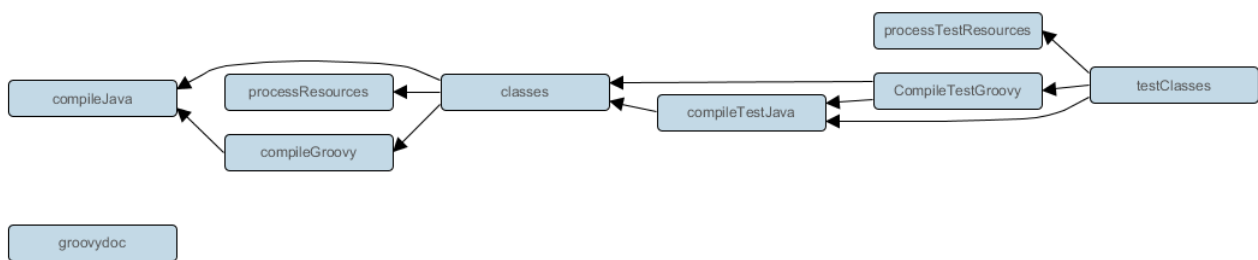 processTestResources
compileJava
processResources
classes
CompileTestGroovy
testClasses
compileTestJava
compileGroovy
groovydoc